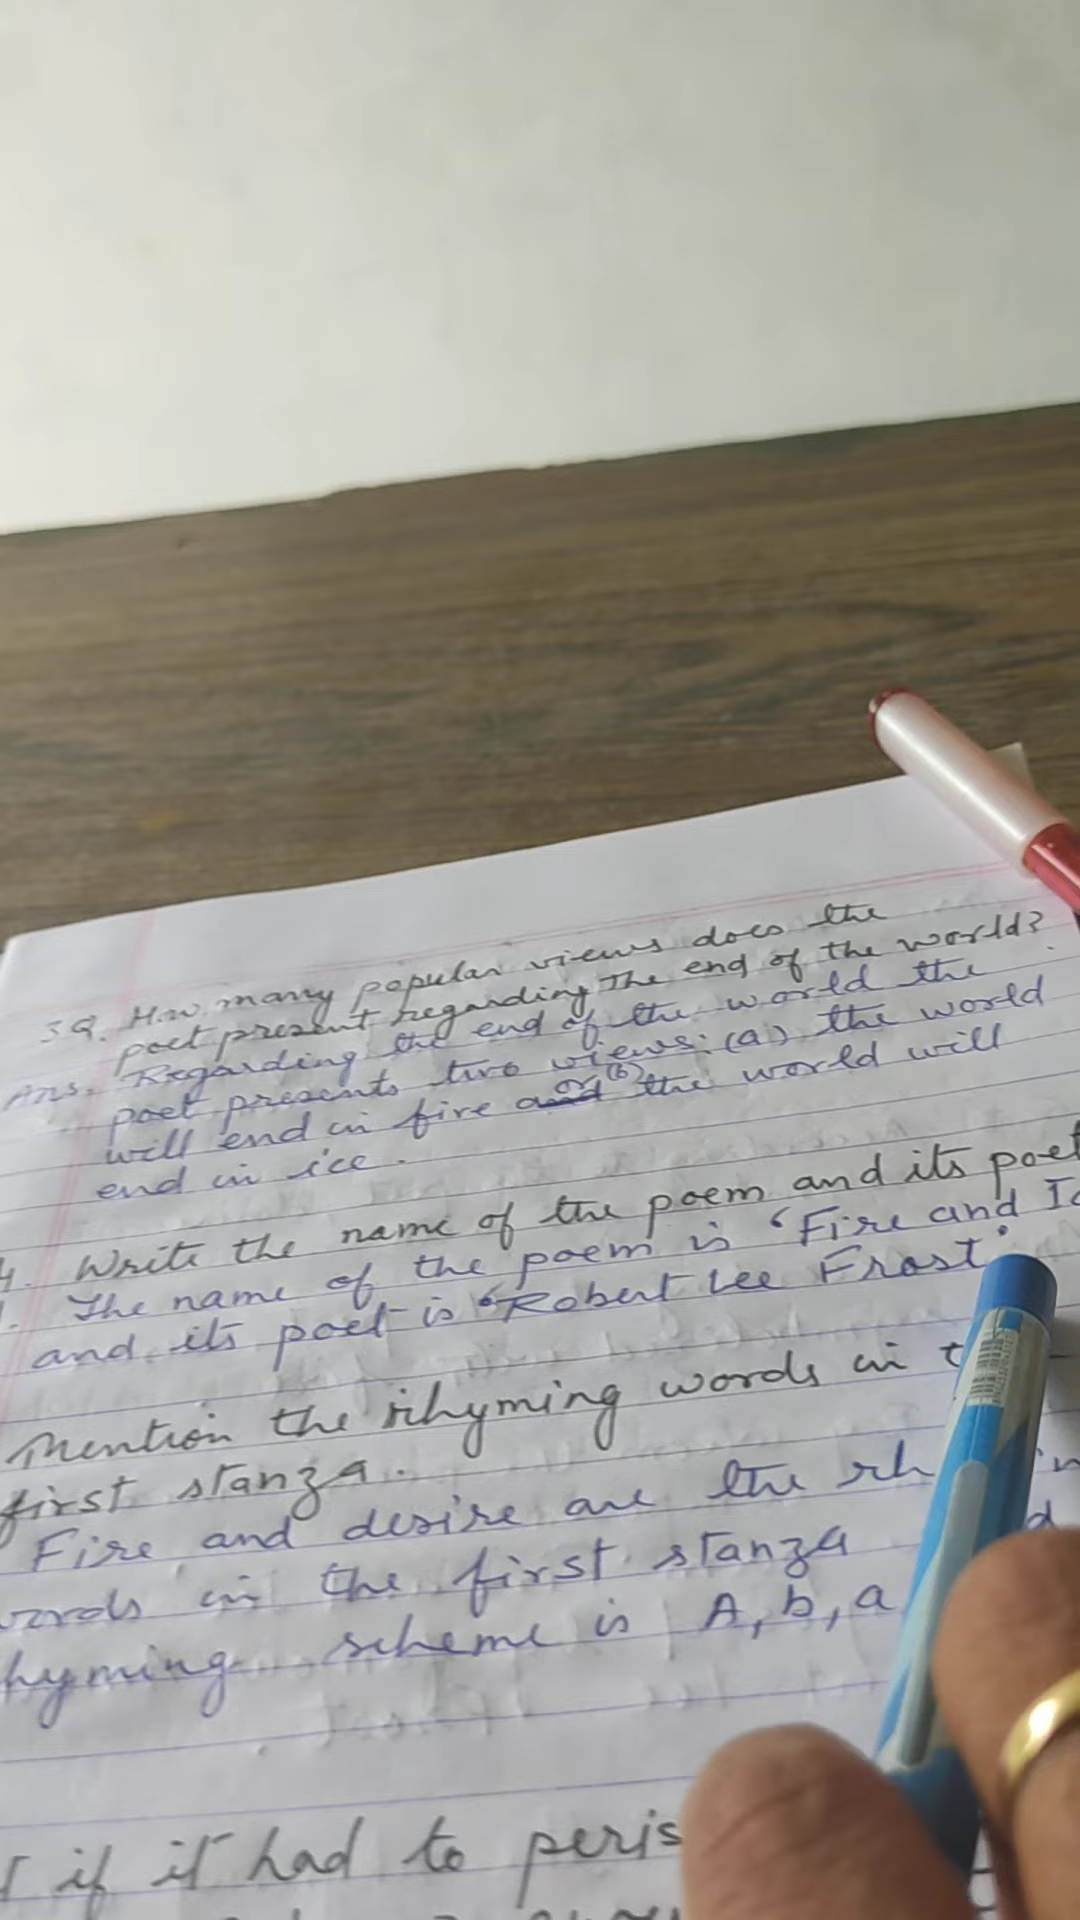 3Q. How many popular views does the
poet present regarding the end of the world?
Ans. Regarding the end of the world the
poet presents two views: (a) the world
will end in fire or (b) the world will
end in ice.
4. Write the name of the poem and its poet
The name of the poem is 'Fire and
and its poet is 'Robert Lee Frost'
Mention the rhyming words in
first stanza.
Fire and desire are the
in the first stanza
scheme is A, b, a
if it had to